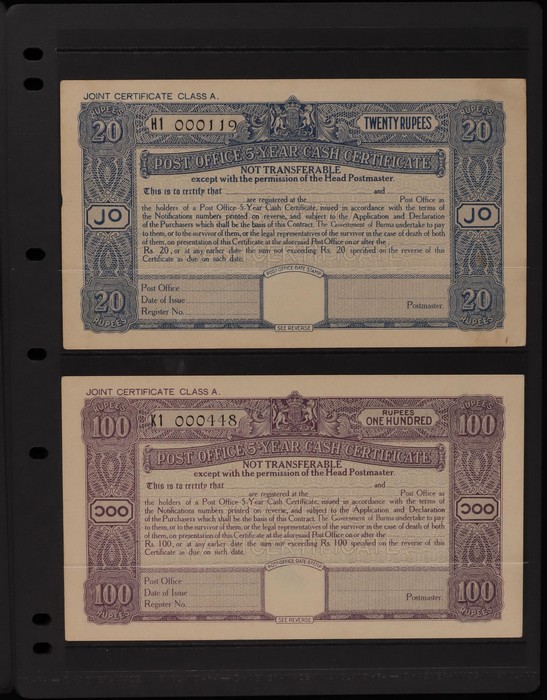 JOINT CERTIFICATE CLASS A.
RUPEES 20
H1 000119
TWENTY RUPEES
RUPEES 20
POST OFFICE 5-YEAR CASH CERTIFICATE
NOT TRANSFERABLE
except with the permission of the Head Postmaster.
This is to certify that and
are registered at the Post Office as
the holders of a Post Office 5-Year Cash Certificate, issued in accordance with the terms of
the Notifications numbers printed on reverse, and subject to the Application and Declaration
of the Purchasers which shall be the basis of this Contract. The Government of Burma undertake to pay
to them, or to the survivor of them, or the legal representatives of the survivor in the case of death of both
of them, on presentation of this Certificate at the aforesaid Post Office on or after the
Rs. 20, or at any earlier date the sum not exceeding Rs. 20 specified on the reverse of this
Certificate as due on such date.
JO
JO
POST-OFFICE DATE STAMP
Post Office
Date of Issue
Register No.
Postmaster.
20 RUPEES
20 RUPEES
SEE REVERSE
JOINT CERTIFICATE CLASS A.
RUPEES 100
K1 000448
RUPEES
ONE HUNDRED
RUPEES 100
POST OFFICE 5-YEAR CASH CERTIFICATE
NOT TRANSFERABLE
except with the permission of the Head Postmaster.
This is to certify that and
are registered at the Post Office as
the holders of a Post Office 5-Year Cash Certificate, issued in accordance with the terms of
the Notifications numbers printed on reverse, and subject to the Application and Declaration
of the Purchasers which shall be the basis of this Contract. The Government of Burma undertake to pay
to them, or to the survivor of them, or the legal representatives of the survivor in the case of death of both
of them, on presentation of this Certificate at the aforesaid Post Office on or after the
Rs. 100, or at any earlier date the sum not exceeding Rs. 100 specified on the reverse of this
Certificate as due on such date.
၁၀၀
၁၀၀
POST-OFFICE DATE-STAMP
Post Office
Date of Issue
Register No.
Postmaster.
100 RUPEES
100 RUPEES
SEE REVERSE